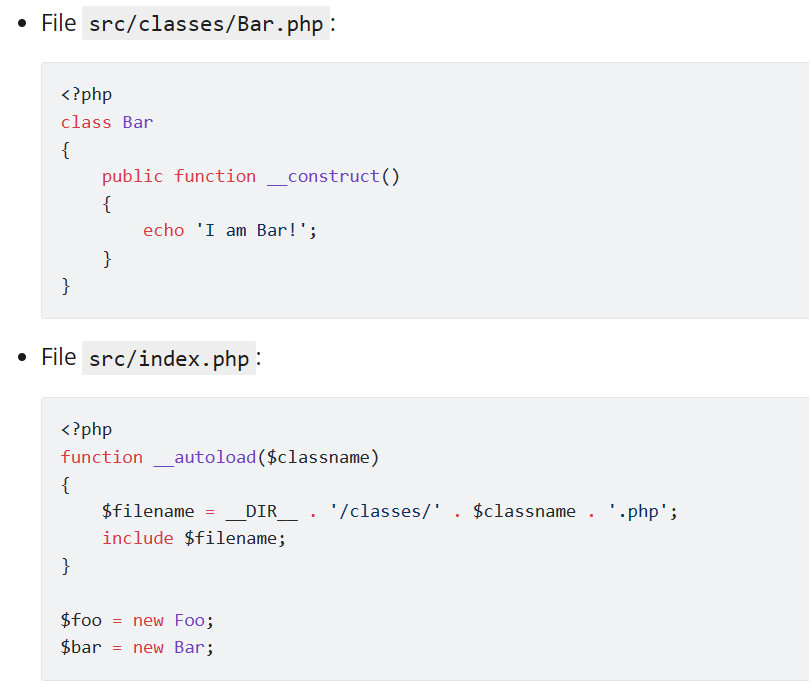 • File src/classes/Bar.php:
<?php
class Bar
{
    public function __construct()
    {
        echo 'I am Bar!';
    }
}
• File src/index.php:
<?php
function __autoload($classname)
{
    $filename = __DIR__ . '/classes/' . $classname . '.php';
    include $filename;
}
$foo = new Foo;
$bar = new Bar;